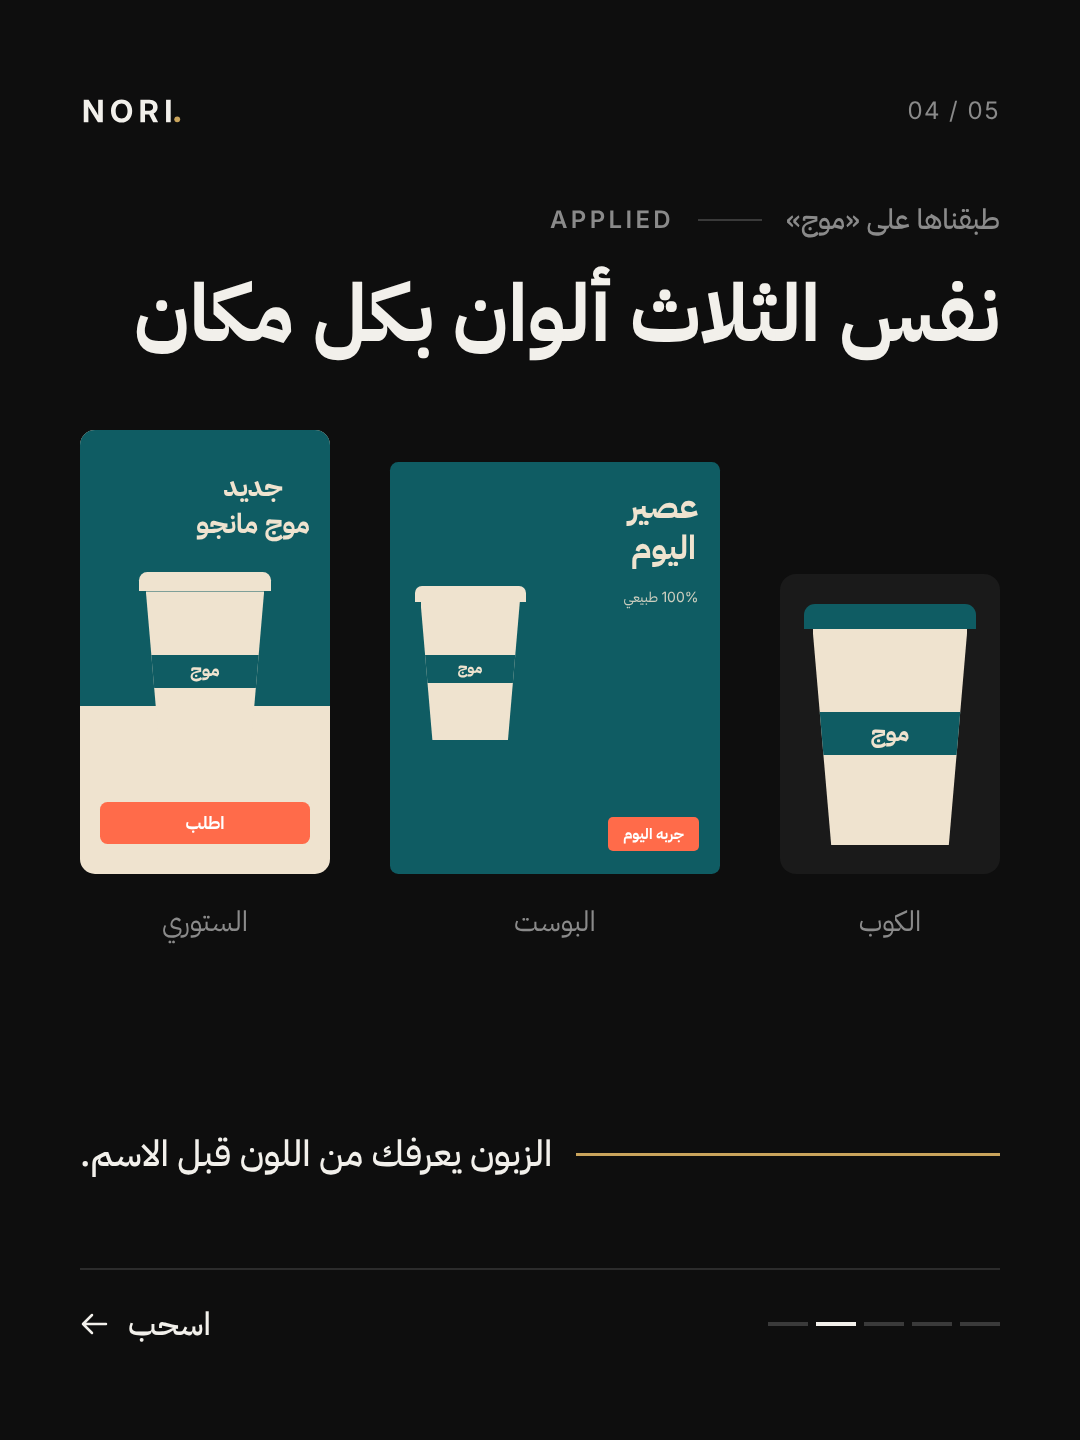 NORI.
04 / 05
طبقناها على «موج» APPLIED
نفس الثلاث ألوان بكل مكان
موج
الكوب
عصير
اليوم
100% طبيعي
موج
جربه اليوم
البوست
جديد
موج مانجو
موج
اطلب
الستوري
الزبون يعرفك من اللون قبل الاسم.
اسحب ←